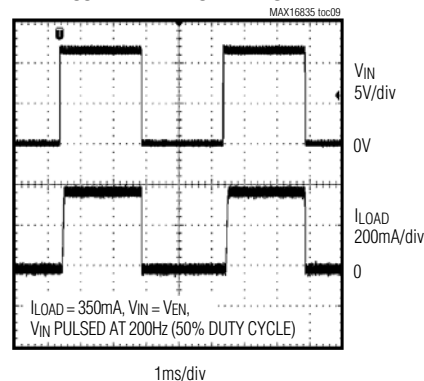 MAX16835 toc09
T
VIN
5V/div
0V
ILOAD
200mA/div
0
ILOAD = 350mA, VIN = VEN,
VIN PULSED AT 200Hz (50% DUTY CYCLE)
1ms/div